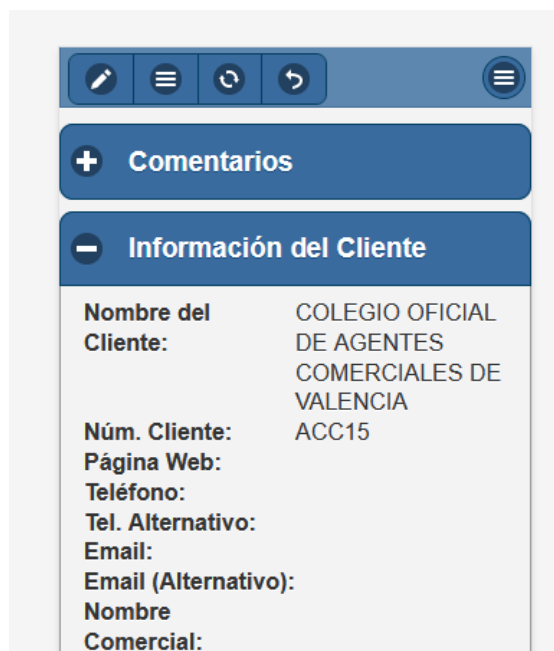 Comentarios
Información del Cliente
Nombre del
Cliente:
COLEGIO OFICIAL
DE AGENTES
COMERCIALES DE
VALENCIA
Núm. Cliente: ACC15
Página Web:
Teléfono:
Tel. Alternativo:
Email:
Email (Alternativo):
Nombre
Comercial: